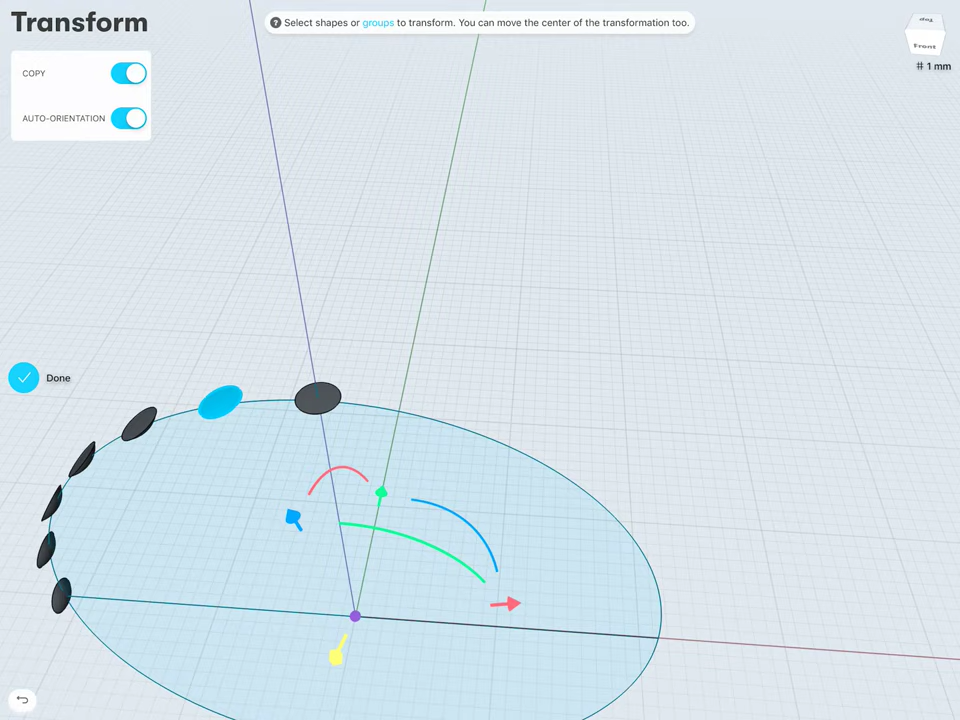 Transform
Select shapes or groups to transform. You can move the center of the transformation too.
Top
Front
# 1 mm
COPY
AUTO-ORIENTATION
Done